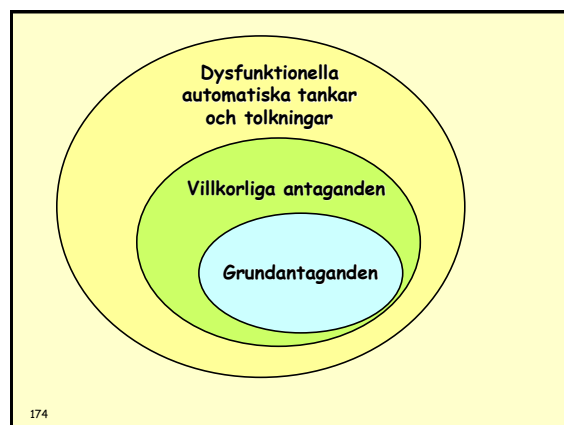 Dysfunktionella
automatiska tankar
och tolkningar
Villkorliga antaganden
Grundantaganden
174